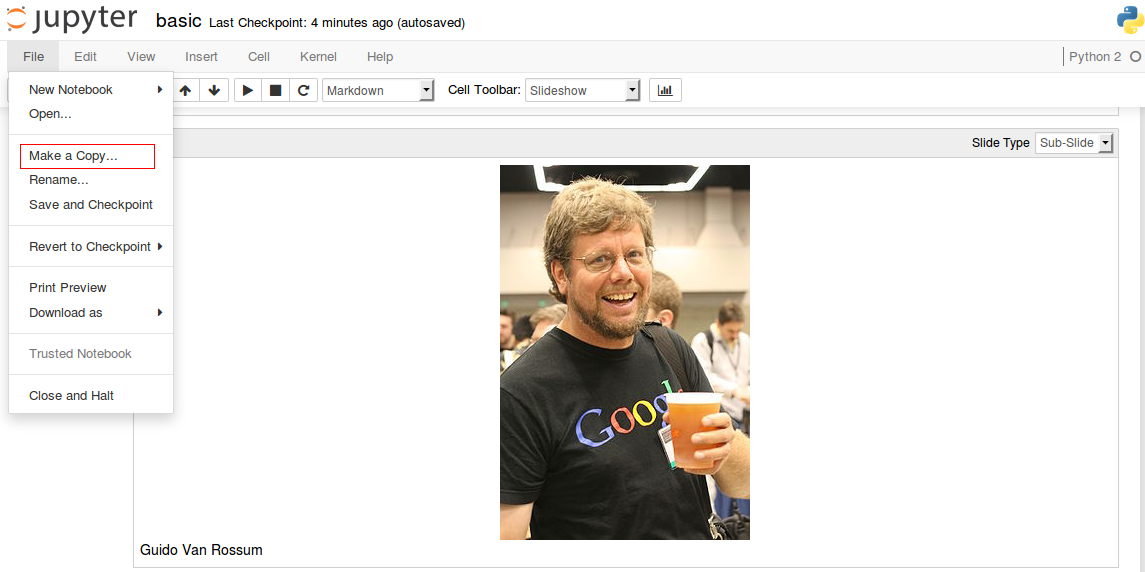 jupyter basic Last Checkpoint: 4 minutes ago (autosaved)
File Edit View Insert Cell Kernel Help Python 2
Markdown Cell Toolbar: Slideshow
New Notebook
Open...
Make a Copy...
Rename...
Save and Checkpoint
Revert to Checkpoint
Print Preview
Download as
Trusted Notebook
Close and Halt
Slide Type Sub-Slide
Google
Guido Van Rossum